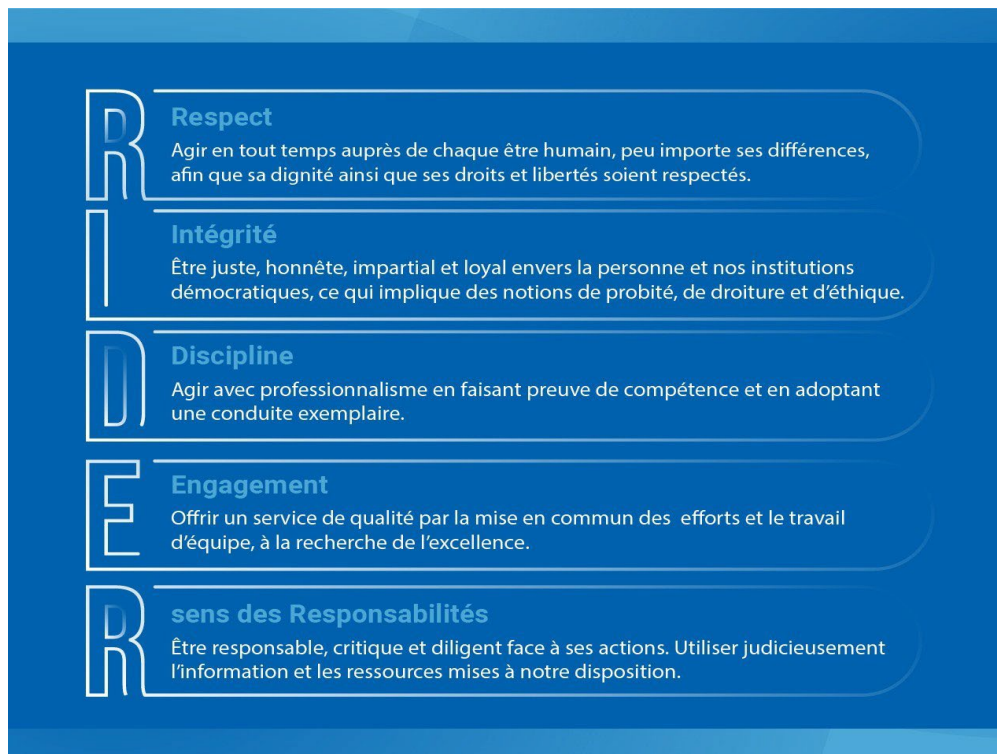 R
Respect
Agir en tout temps auprès de chaque être humain, peu importe ses différences,
afin que sa dignité ainsi que ses droits et libertés soient respectés.
I
Intégrité
Être juste, honnête, impartial et loyal envers la personne et nos institutions
démocratiques, ce qui implique des notions de probité, de droiture et d’éthique.
D
Discipline
Agir avec professionnalisme en faisant preuve de compétence et en adoptant
une conduite exemplaire.
E
Engagement
Offrir un service de qualité par la mise en commun des  efforts et le travail
d’équipe, à la recherche de l’excellence.
R
sens des Responsabilités
Être responsable, critique et diligent face à ses actions. Utiliser judicieusement
l’information et les ressources mises à notre disposition.